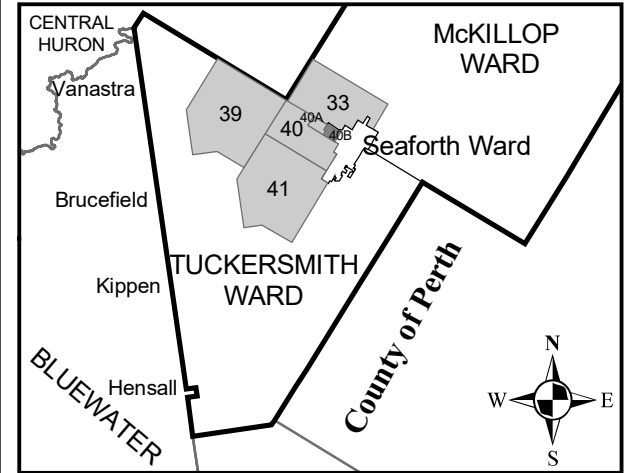 CENTRAL
HURON
McKILLOP
WARD
Vanastra
39
33
40A
40
40B
Seaforth Ward
41
Brucefield
TUCKERSMITH
WARD
Kippen
County of Perth
BLUEWATER
Hensall
N
W
E
S